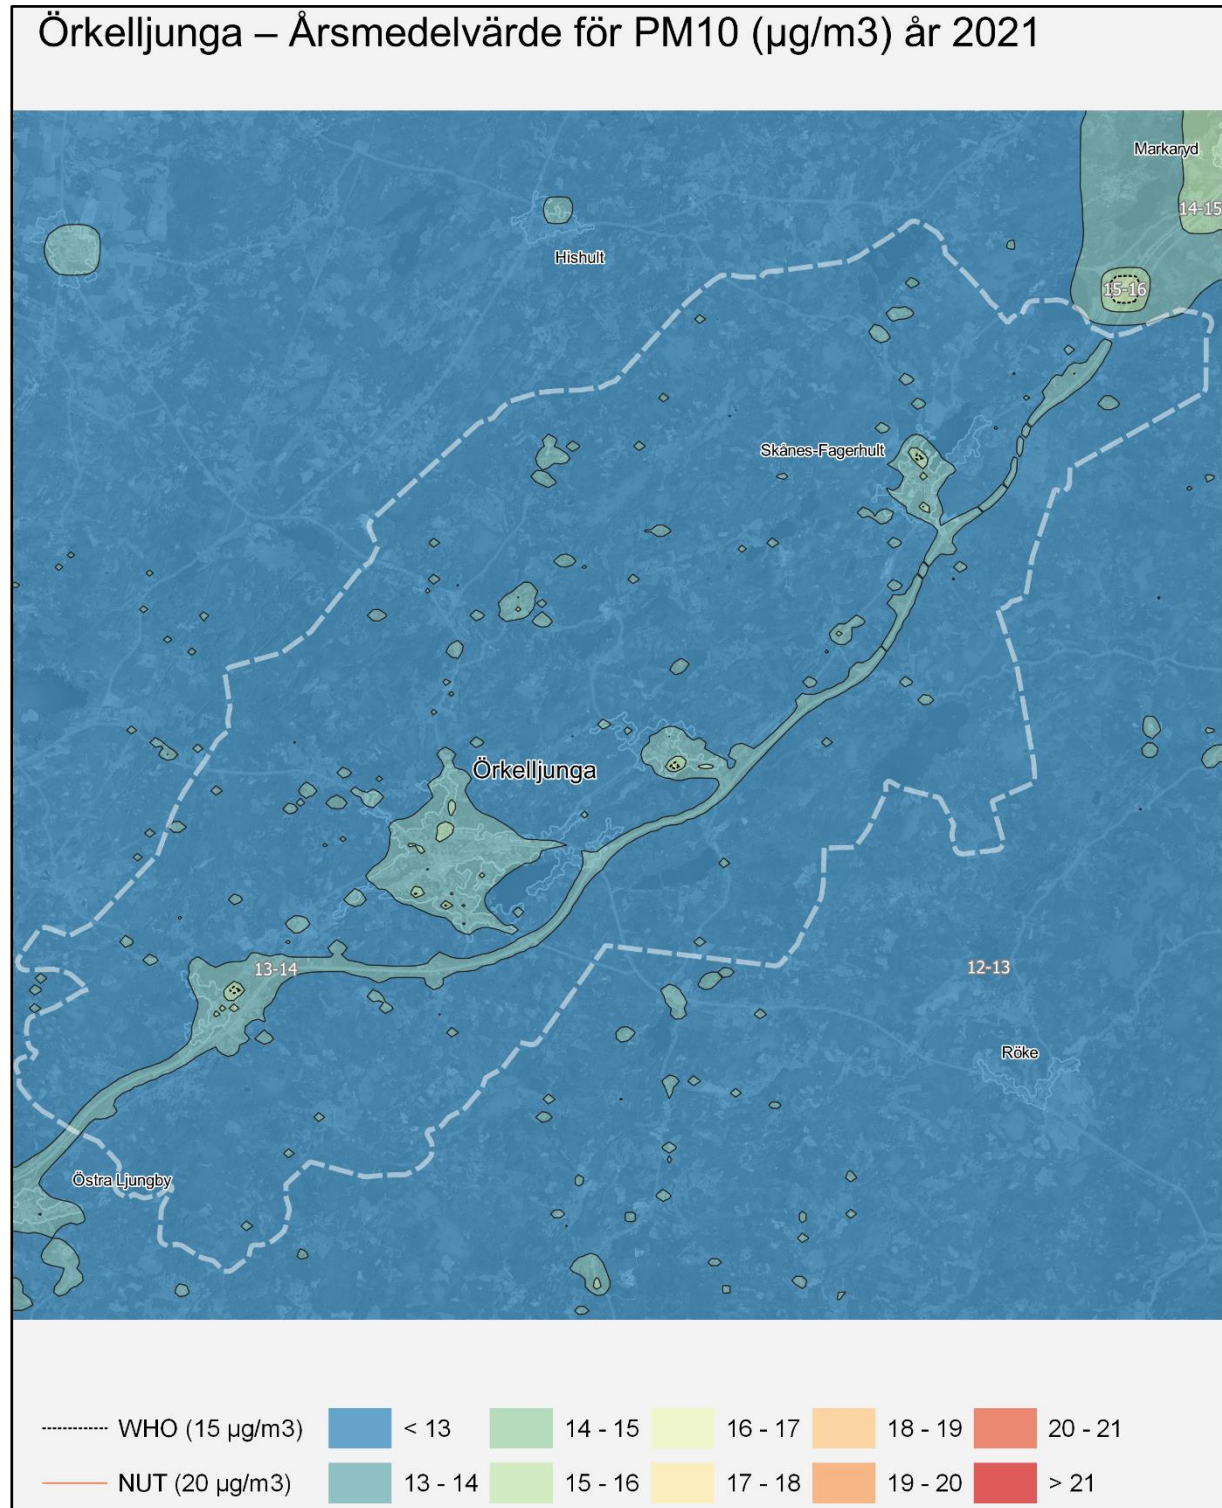 Örkelljunga – Årsmedelvärde för PM10 (µg/m3) år 2021
Markaryd
14-15
Hishult
15-16
Skånes-Fagerhult
Örkelljunga
13-14
12-13
Röke
Östra Ljungby
WHO (15 µg/m3)
< 13
14 - 15
16 - 17
18 - 19
20 - 21
NUT (20 µg/m3)
13 - 14
15 - 16
17 - 18
19 - 20
> 21